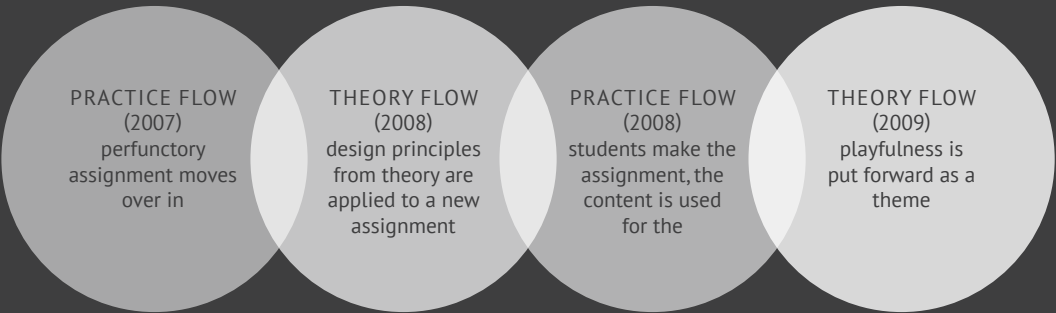 PRACTICE FLOW
(2007)
perfunctory
assignment moves
over in
THEORY FLOW
(2008)
design principles
from theory are
applied to a new
assignment
PRACTICE FLOW
(2008)
students make the
assignment, the
content is used
for the
THEORY FLOW
(2009)
playfulness is
put forward as a
theme